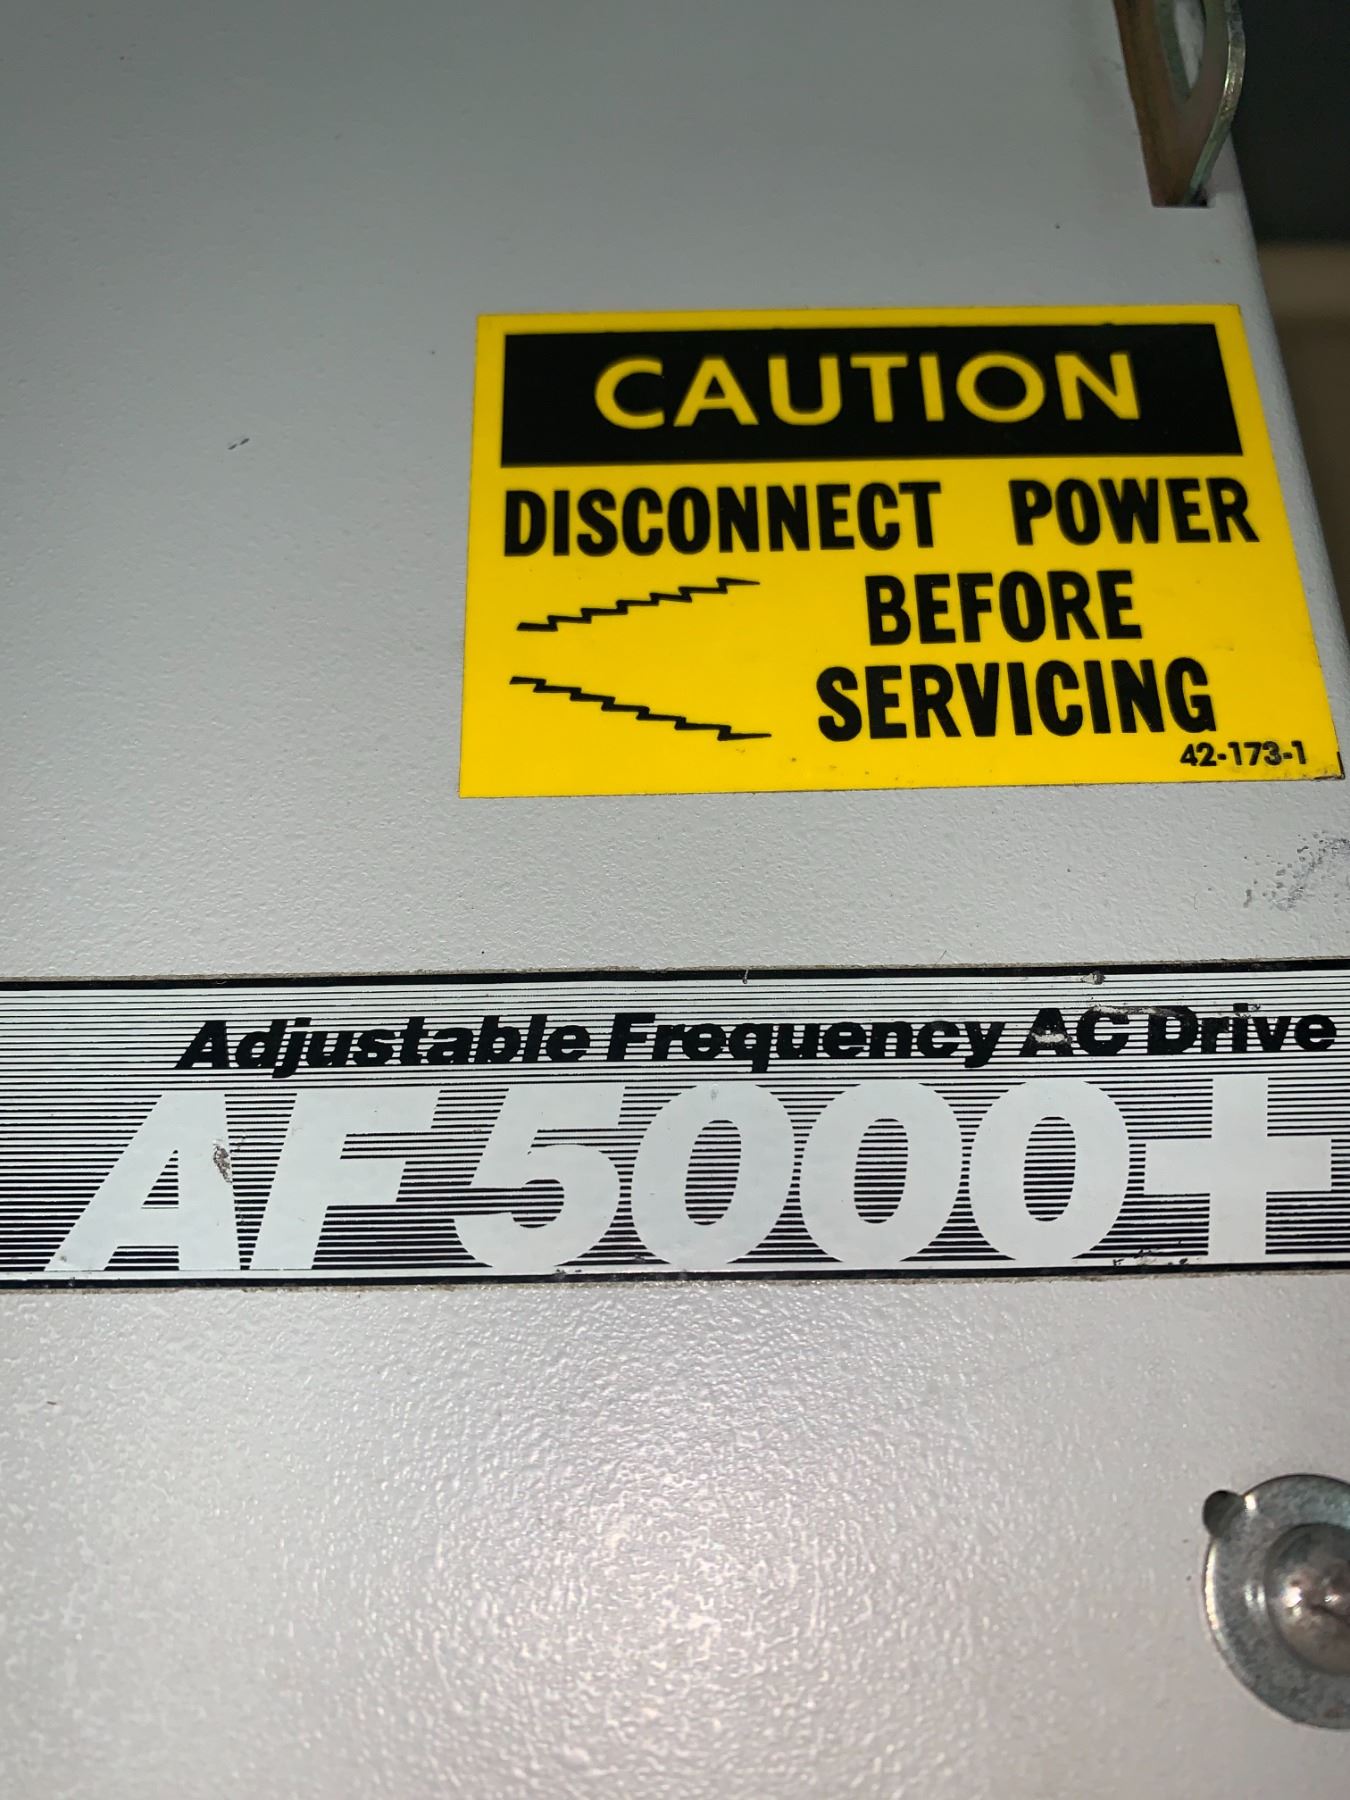 CAUTION
DISCONNECT POWER
BEFORE
SERVICING
42-173-1
Adjustable Frequency AC Drive
AF5000+